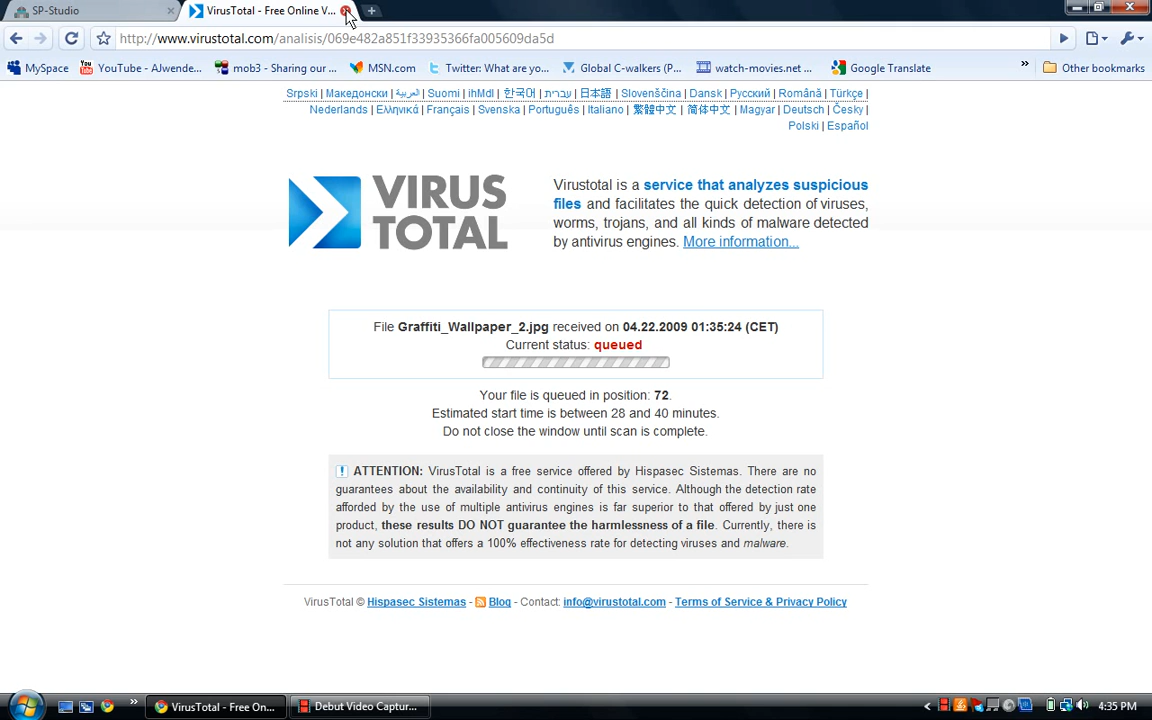 SP-Studio
VirusTotal - Free Online V...
http://www.virustotal.com/analisis/069e482a851f33935366fa005609da5d
MySpace
YouTube - AJwende...
mob3 - Sharing our ...
MSN.com
Twitter: What are yo...
Global C-walkers (P...
watch-movies.net ...
Google Translate
»
Other bookmarks
Srpski | Македонски | العربية | Suomi | ihMdI | 한국어 | עברית | 日本語 | Slovenščina | Dansk | Русский | Română | Türkçe |
Nederlands | Ελληνικά | Français | Svenska | Português | Italiano | 繁體中文 | 简体中文 | Magyar | Deutsch | Česky |
Polski | Español
VIRUS
TOTAL
Virustotal is a service that analyzes suspicious
files and facilitates the quick detection of viruses,
worms, trojans, and all kinds of malware detected
by antivirus engines. More information...
File Graffiti_Wallpaper_2.jpg received on 04.22.2009 01:35:24 (CET)
Current status: queued
Your file is queued in position: 72.
Estimated start time is between 28 and 40 minutes.
Do not close the window until scan is complete.
! ATTENTION: VirusTotal is a free service offered by Hispasec Sistemas. There are no
guarantees about the availability and continuity of this service. Although the detection rate
afforded by the use of multiple antivirus engines is far superior to that offered by just one
product, these results DO NOT guarantee the harmlessness of a file. Currently, there is
not any solution that offers a 100% effectiveness rate for detecting viruses and malware.
VirusTotal © Hispasec Sistemas - Blog - Contact: info@virustotal.com - Terms of Service & Privacy Policy
»
VirusTotal - Free On...
Debut Video Captur...
4:35 PM